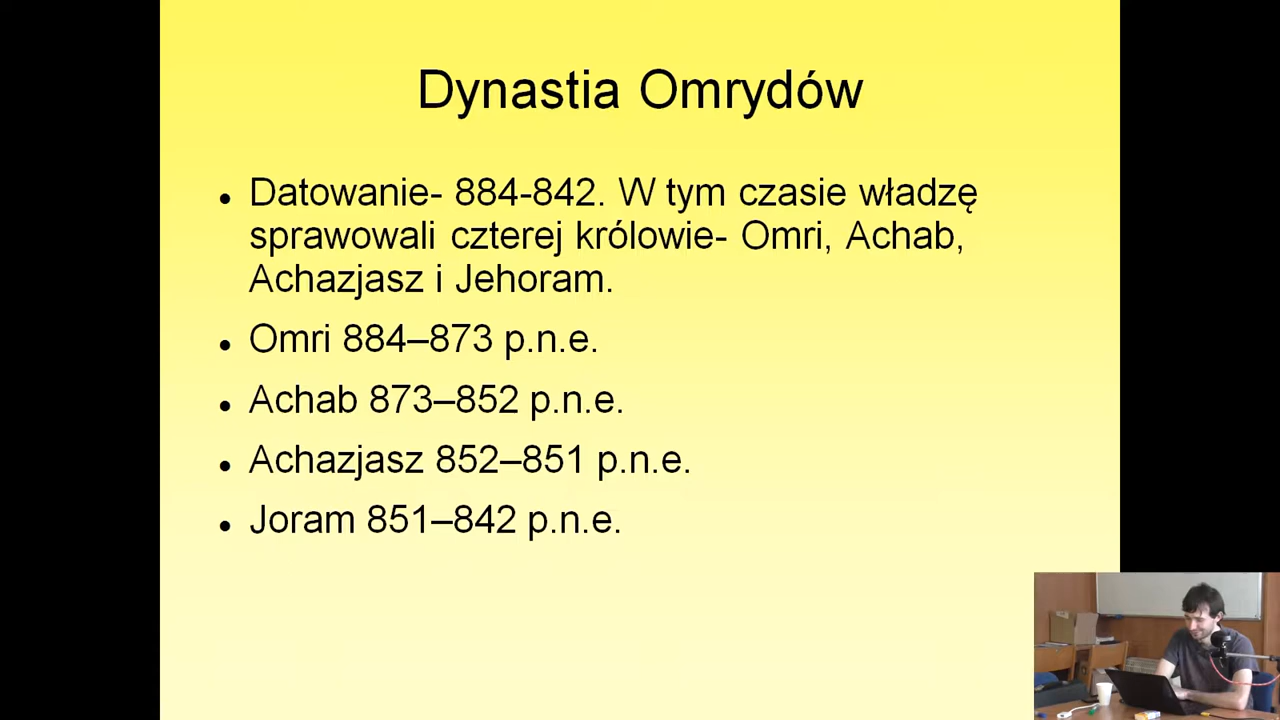 Dynastia Omrydów
Datowanie- 884-842. W tym czasie władzę
sprawowali czterej królowie- Omri, Achab,
Achazjasz i Jehoram.
Omri 884–873 p.n.e.
Achab 873–852 p.n.e.
Achazjasz 852–851 p.n.e.
Joram 851–842 p.n.e.